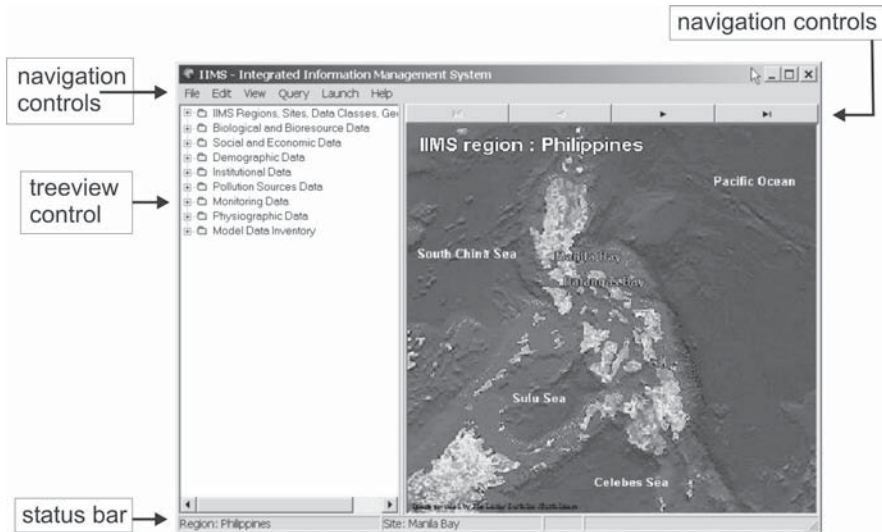 navigation controls
navigation
controls
IIMS - Integrated Information Management System
File Edit View Query Launch Help
IIMS Regions, Sites, Data Classes, Geo
Biological and Bioresource Data
Social and Economic Data
Demographic Data
Institutional Data
Pollution Sources Data
Monitoring Data
Physiographic Data
Model Data Inventory
treeview
control
IIMS region : Philippines
Pacific Ocean
South China Sea
Manila Bay
Batangas Bay
Sulu Sea
Celebes Sea
status bar
Region: Philippines
Site: Manila Bay